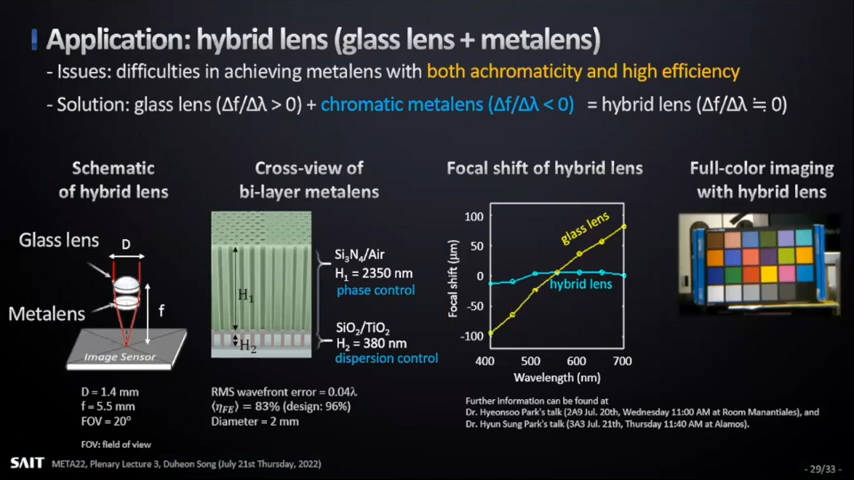 Application: hybrid lens (glass lens + metalens)
- Issues: difficulties in achieving metalens with both achromaticity and high efficiency
- Solution: glass lens (Δf/Δλ > 0) + chromatic metalens (Δf/Δλ < 0) = hybrid lens (Δf/Δλ ≒ 0)
Schematic
of hybrid lens
Glass lens
D
Metalens
f
Image Sensor
D = 1.4 mm
f = 5.5 mm
FOV = 20°
FOV: field of view
Cross-view of
bi-layer metalens
H₁
H₂
Si₃N₄/Air
H₁ = 2350 nm
phase control
SiO₂/TiO₂
H₂ = 380 nm
dispersion control
RMS wavefront error = 0.04λ
⟨η_FE⟩ = 83% (design: 96%)
Diameter = 2 mm
Focal shift of hybrid lens
Focal shift (μm)
100
50
0
-50
-100
glass lens
hybrid lens
400 500 600 700
Wavelength (nm)
Further information can be found at
Dr. Hyeonsoo Park's talk (2A9 Jul. 20th, Wednesday 11:00 AM at Room Manantiales), and
Dr. Hyun Sung Park's talk (3A3 Jul. 21th, Thursday 11:40 AM at Alamos).
Full-color imaging
with hybrid lens
SAIT
META22, Plenary Lecture 3, Duheon Song (July 21st Thursday, 2022)
- 29/33 -